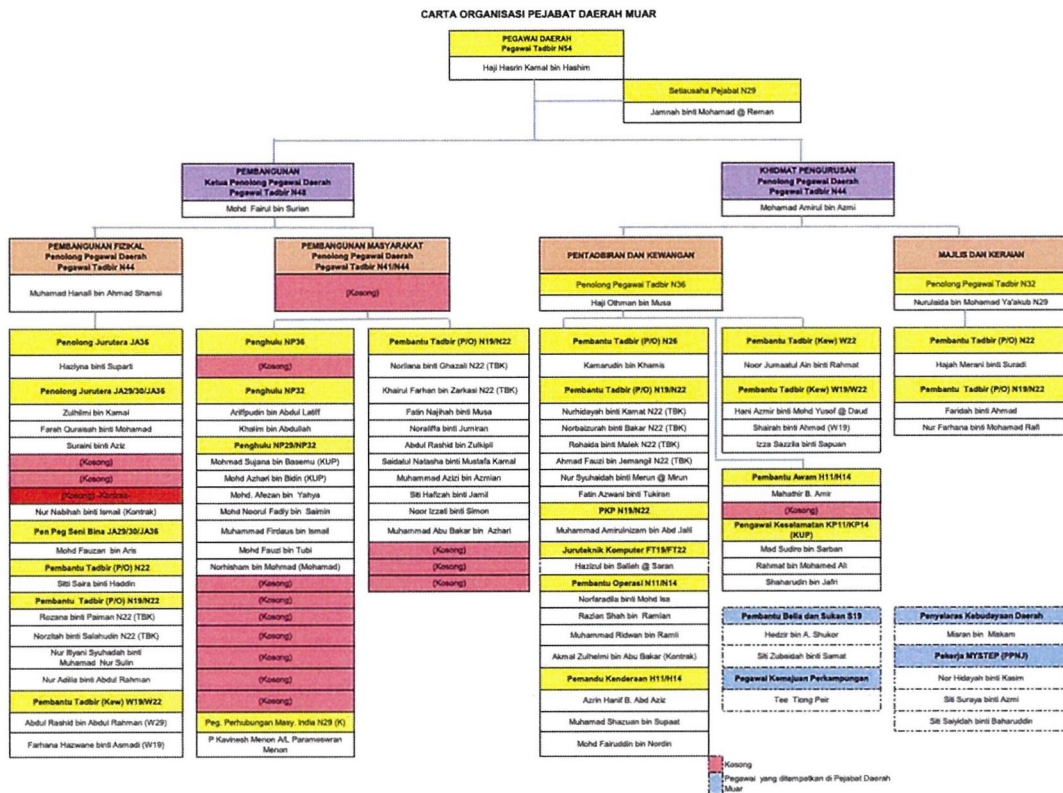 CARTA ORGANISASI PEJABAT DAERAH MUAR
PEGAWAI DAERAH
Pegawai Tadbir N54
Haji Hasrin Kamal bin Hashim
Setiausaha Pejabat N29
Jamnah binti Mohamad @ Reman
PEMBANGUNAN
Ketua Penolong Pegawai Daerah
Pegawai Tadbir N48
Mohd Fairul bin Surian
KHIDMAT PENGURUSAN
Penolong Pegawai Daerah
Pegawai Tadbir N44
Mohamad Amirul bin Azmi
PEMBANGUNAN FIZIKAL
Penolong Pegawai Daerah
Pegawai Tadbir N44
Muhamad Hanafi bin Ahmad Shamsi
PEMBANGUNAN MASYARAKAT
Penolong Pegawai Daerah
Pegawai Tadbir N41/N44
(Kosong)
PENTADBIRAN DAN KEWANGAN
Penolong Pegawai Tadbir N36
Haji Othman bin Musa
MAJLIS DAN KERAIAN
Penolong Pegawai Tadbir N32
Nurulaida bin Mohamad Ya'akub N29
Penolong Jurutera JA36
Hazlyna binti Suparti
Penolong Jurutera JA29/30/JA36
Zulhilmi bin Kamal
Farah Quraisah binti Mohamad
Suraini binti Aziz
(Kosong)
(Kosong)
(Kosong) -Kontrak-
Nur Nabihah binti Ismail (Kontrak)
Pen Peg Seni Bina JA29/30/JA36
Mohd Fauzan bin Aris
Pembantu Tadbir (P/O) N22
Sitti Saira binti Haddin
Pembantu Tadbir (P/O) N19/N22
Rozana binti Paiman N22 (TBK)
Norzilah binti Salahudin N22 (TBK)
Nur Illyani Syuhadah binti
Muhamad Nur Sulin
Nur Adilla binti Abdul Rahman
Pembantu Tadbir (Kew) W19/W22
Abdul Rashid bin Abdul Rahman (W29)
Farhana Hazwane binti Asmadi (W19)
Penghulu NP36
(Kosong)
Penghulu NP32
Ariffpudin bin Abdul Latiff
Khalim bin Abdullah
Penghulu NP29/NP32
Mohmad Sujana bin Basemu (KUP)
Mohd Azhari bin Bidin (KUP)
Mohd. Afezan bin Yahya
Mohd Noorul Fadly bin Saimin
Muhammad Firdaus bin Ismail
Mohd Fauzi bin Tubi
Norhisham bin Mohmad (Mohamad)
(Kosong)
(Kosong)
(Kosong)
(Kosong)
(Kosong)
(Kosong)
(Kosong)
Peg. Perhubungan Masy. India N29 (K)
P Kavinesh Menon A/L Parameswran
Menon
Pembantu Tadbir (P/O) N19/N22
Norliana binti Ghazali N22 (TBK)
Khairul Farhan bin Zarkasi N22 (TBK)
Fatin Najihah binti Musa
Noraliffa binti Jumiran
Abdul Rashid bin Zulkipli
Saidatul Natasha binti Mustafa Kamal
Muhammad Azizi bin Azmian
Siti Hafizah binti Jamil
Noor Izzati binti Simon
Muhammad Abu Bakar bin Azhari
(Kosong)
(Kosong)
(Kosong)
Pembantu Tadbir (P/O) N26
Kamarudin bin Khamis
Pembantu Tadbir (P/O) N19/N22
Nurhidayah binti Kamat N22 (TBK)
Norbaizurah binti Bakar N22 (TBK)
Rohaida binti Malek N22 (TBK)
Ahmad Fauzi bin Jemangil N22 (TBK)
Nur Syuhaidah binti Merun @ Mirun
Fatin Azwani binti Tukiran
PKP N19/N22
Muhammad Amirulnizam bin Abd Jalil
Juruteknik Komputer FT19/FT22
Hazizul bin Salleh @ Saran
Pembantu Operasi N11/N14
Norfaradila binti Mohd Isa
Razlan Shah bin Ramian
Muhammad Ridwan bin Ramli
Akmal Zulhelmi bin Abu Bakar (Kontrak)
Pemandu Kenderaan H11/H14
Azrin Hanif B. Abd Aziz
Muhamad Shazuan bin Supaat
Mohd Fairuddin bin Nordin
Pembantu Tadbir (Kew) W22
Noor Jumaatul Ain binti Rahmat
Pembantu Tadbir (Kew) W19/W22
Hani Azmir binti Mohd Yusof @ Daud
Shairah binti Ahmad (W19)
Izza Sazzila binti Sapuan
Pembantu Awam H11/H14
Mahathir B. Amir
(Kosong)
Pengawal Keselamatan KP11/KP14
(KUP)
Mad Sudiro bin Sarban
Rahmat bin Mohamed Ali
Shaharudin bin Jafri
Pembantu Tadbir (P/O) N22
Hajah Merani binti Suradi
Pembantu Tadbir (P/O) N19/N22
Faridah binti Ahmad
Nur Farhana binti Mohamad Rafi
Pembantu Belia dan Sukan S19
Hedzir bin A. Shukor
Siti Zubaidah binti Samat
Pegawai Kemajuan Perkampungan
Tee Tiong Peir
Penyelaras Kebudayaan Daerah
Misran bin Miskam
Pekerja MYSTEP (PPNJ)
Nor Hidayah binti Kasim
Siti Suraya binti Azmi
Siti Saiyidah binti Baharuddin
Kosong
Pegawai yang ditempatkan di Pejabat Daerah
Muar